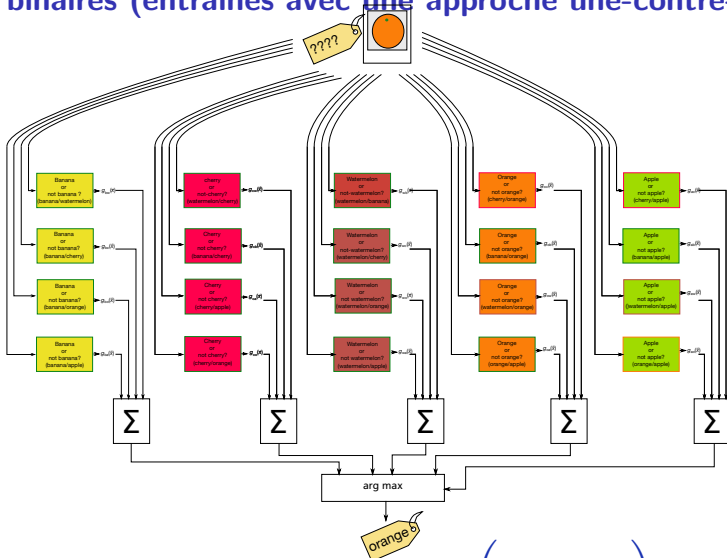 binaires (entraînés avec une approche une-contre-
????
Banana
or
not banana ?
(banana/watermelon)
cherry
or
not-cherry?
(watermelon/cherry)
Watermelon
or
not-watermelon?
(watermelon/banana)
Orange
or
not orange?
(cherry/orange)
Apple
or
not apple?
(cherry/apple)
Banana
or
not banana?
(banana/cherry)
Cherry
or
not cherry?
(banana/cherry)
Watermelon
or
not-watermelon?
(watermelon/cherry)
Orange
or
not orange?
(banana/orange)
Apple
or
not apple?
(banana/apple)
Banana
or
not banana?
(banana/orange)
Cherry
or
not cherry?
(cherry/apple)
Watermelon
or
not watermelon?
(watermelon/orange)
Orange
or
not orange?
(watermelon/orange)
Apple
or
not apple?
(watermelon/apple)
Banana
or
not banana?
(banana/apple)
Cherry
or
not cherry?
(cherry/orange)
Watermelon
or
not watermelon?
(watermelon/apple)
Orange
or
not orange?
(orange/apple)
Apple
or
not apple?
(orange/apple)
Σ Σ Σ Σ Σ
arg max
orange